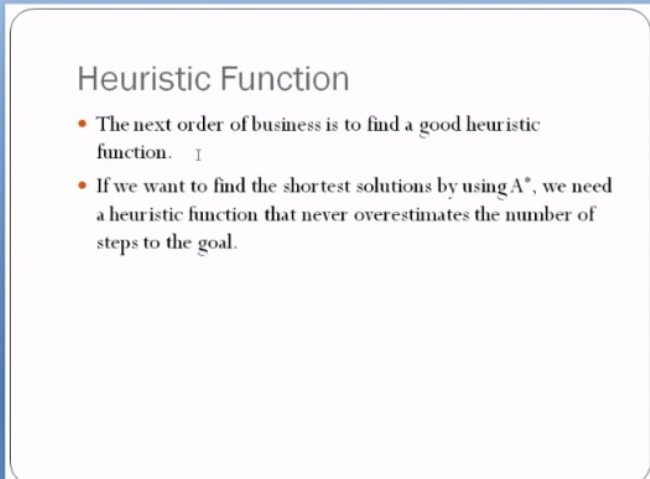 Heuristic Function
• The next order of business is to find a good heuristic
function.
• If we want to find the shortest solutions by using A*, we need
a heuristic function that never overestimates the number of
steps to the goal.